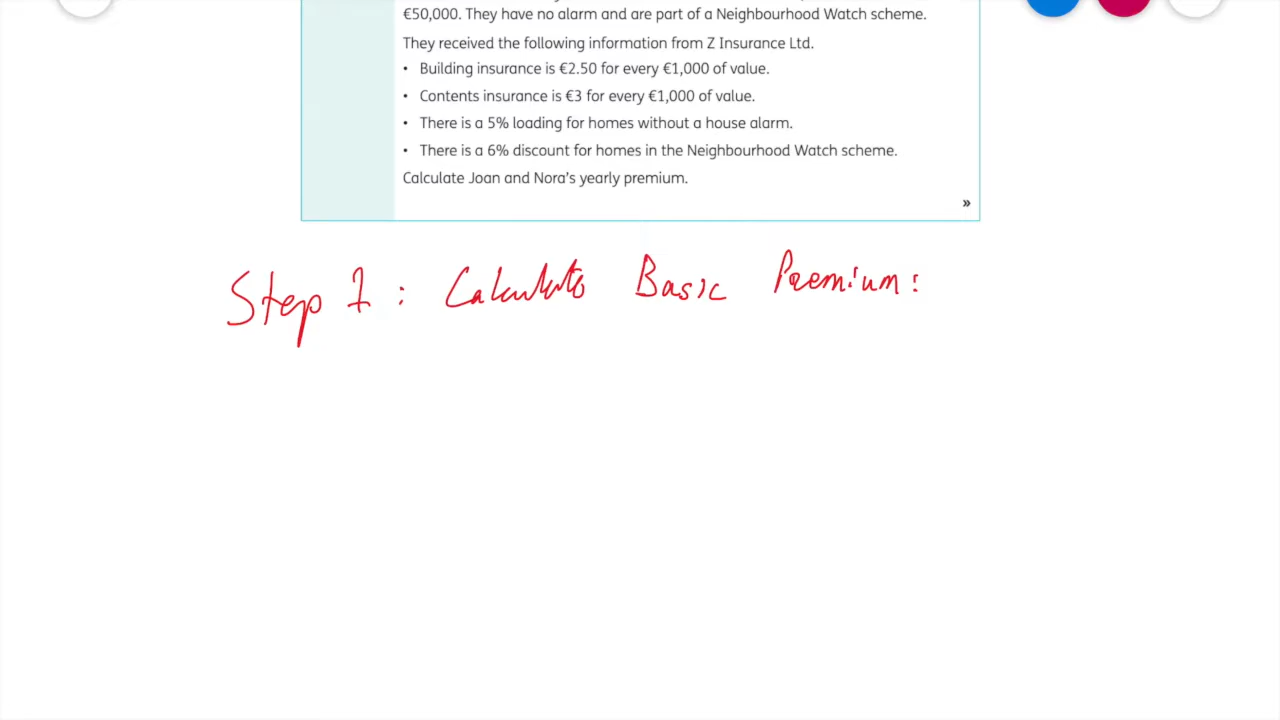 €50,000. They have no alarm and are part of a Neighbourhood Watch scheme.
They received the following information from Z Insurance Ltd.
• Building insurance is €2.50 for every €1,000 of value.
• Contents insurance is €3 for every €1,000 of value.
• There is a 5% loading for homes without a house alarm.
• There is a 6% discount for homes in the Neighbourhood Watch scheme.
Calculate Joan and Nora's yearly premium.
»
Step 1: Calculate Basic Premium: